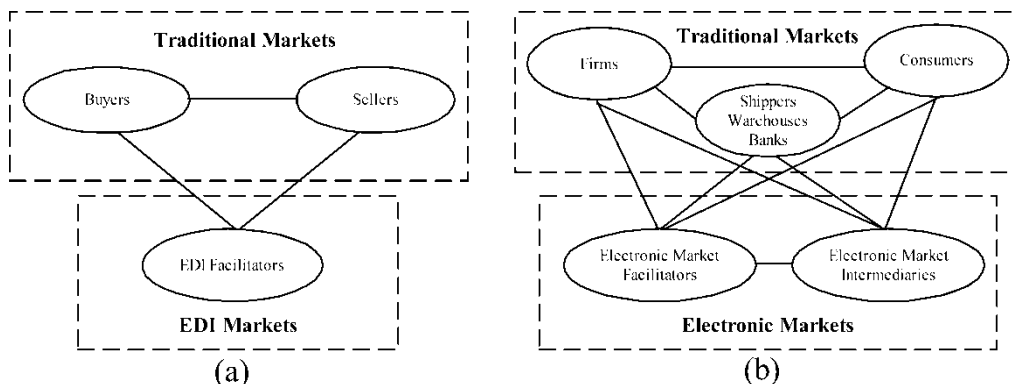 Traditional Markets
Buyers
Sellers
EDI Facilitators
EDI Markets
(a)
Traditional Markets
Firms
Consumers
Shippers
Warehouses
Banks
Electronic Market
Facilitators
Electronic Market
Intermediaries
Electronic Markets
(b)